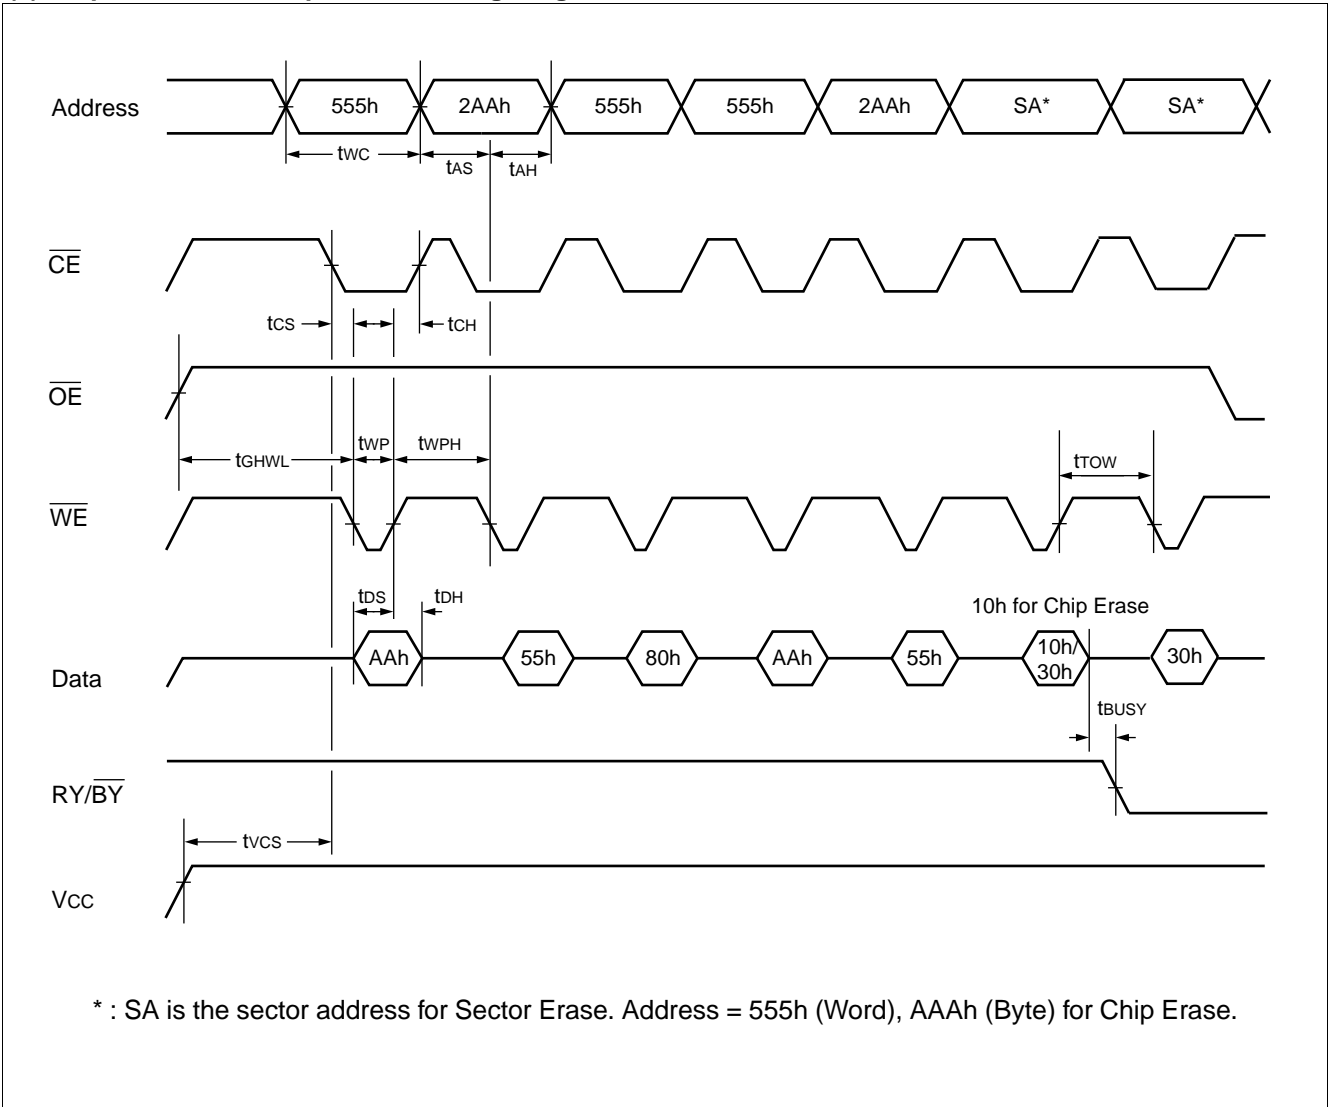 Address
555h
2AAh
555h
555h
2AAh
SA*
SA*
tWC
tAS
tAH
CE
tCS
tCH
OE
tGHWL
tWP
tWPH
tTOW
WE
tDS
tDH
10h for Chip Erase
Data
AAh
55h
80h
AAh
55h
10h/
30h
30h
tBUSY
RY/BY
tVCS
VCC
* : SA is the sector address for Sector Erase. Address = 555h (Word), AAAh (Byte) for Chip Erase.